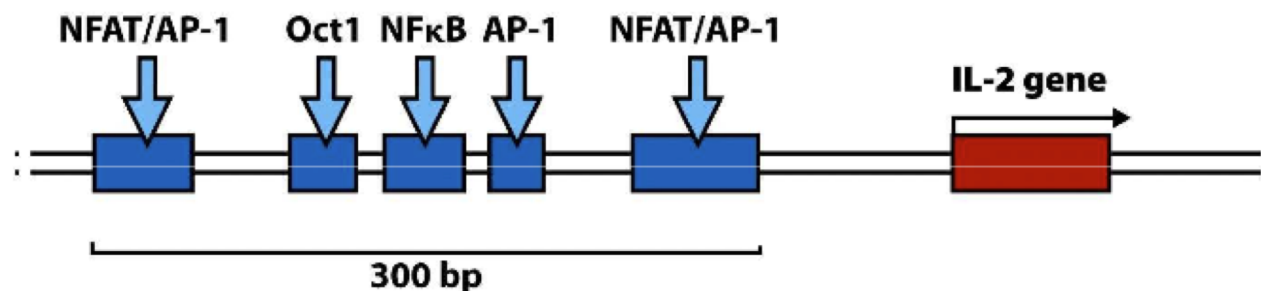 NFAT/AP-1 Oct1 NFκB AP-1 NFAT/AP-1
IL-2 gene
300 bp